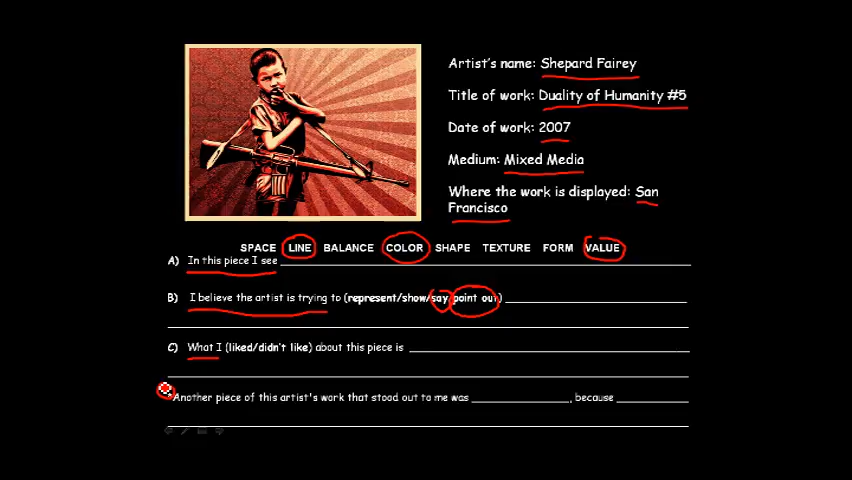 Artist's name: Shepard Fairey
Title of work: Duality of Humanity #5
Date of work: 2007
Medium: Mixed Media
Where the work is displayed: San
Francisco
SPACE LINE BALANCE COLOR SHAPE TEXTURE FORM VALUE
A) In this piece I see
B) I believe the artist is trying to (represent/show/say/point out)
C) What I (liked/didn't like) about this piece is
Another piece of this artist's work that stood out to me was , because